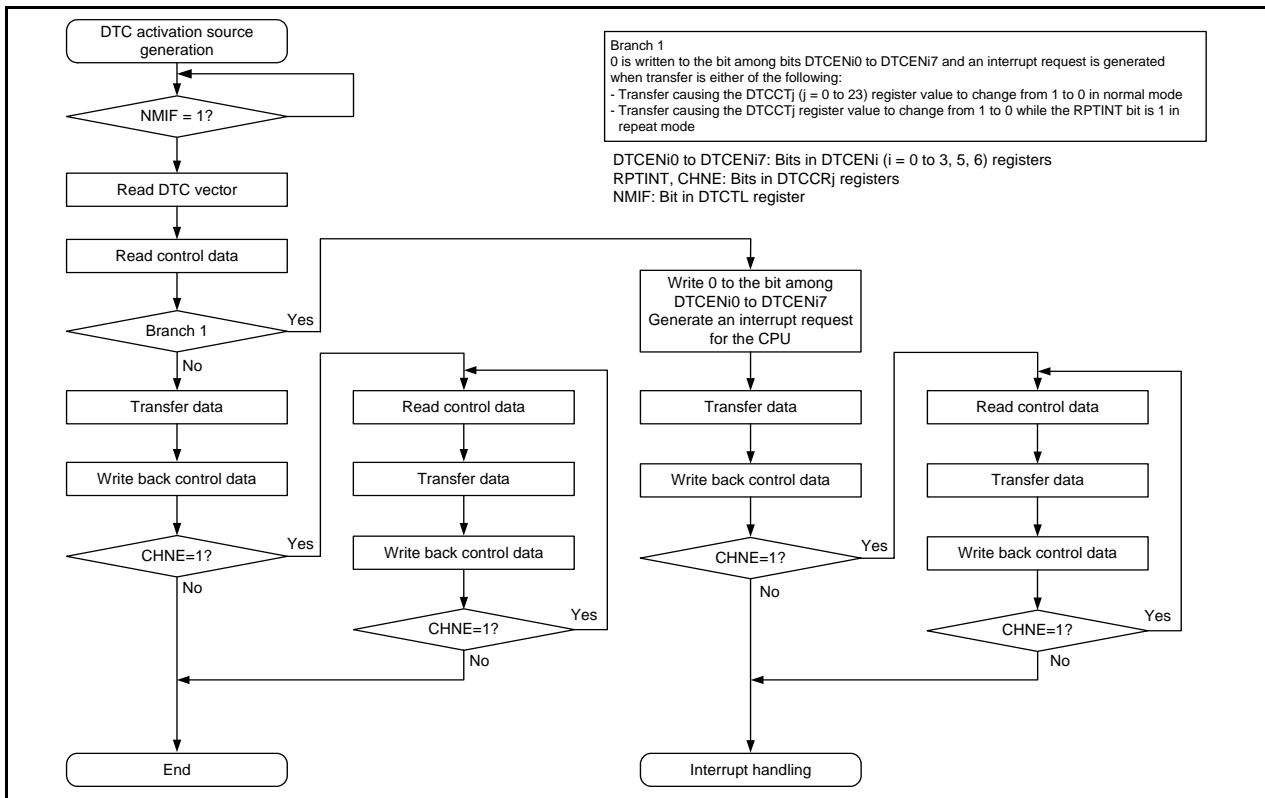 DTC activation source
generation
NMIF = 1?
Read DTC vector
Read control data
Branch 1
Yes
No
Transfer data
Write back control data
CHNE=1?
Yes
No
End
Read control data
Transfer data
Write back control data
CHNE=1?
Yes
No
Branch 1
0 is written to the bit among bits DTCENi0 to DTCENi7 and an interrupt request is generated
when transfer is either of the following:
- Transfer causing the DTCCTj (j = 0 to 23) register value to change from 1 to 0 in normal mode
- Transfer causing the DTCCTj register value to change from 1 to 0 while the RPTINT bit is 1 in
repeat mode
DTCENi0 to DTCENi7: Bits in DTCENi (i = 0 to 3, 5, 6) registers
RPTINT, CHNE: Bits in DTCCRj registers
NMIF: Bit in DTCTL register
Write 0 to the bit among
DTCENi0 to DTCENi7
Generate an interrupt request
for the CPU
Transfer data
Write back control data
CHNE=1?
Yes
No
Interrupt handling
Read control data
Transfer data
Write back control data
CHNE=1?
Yes
No